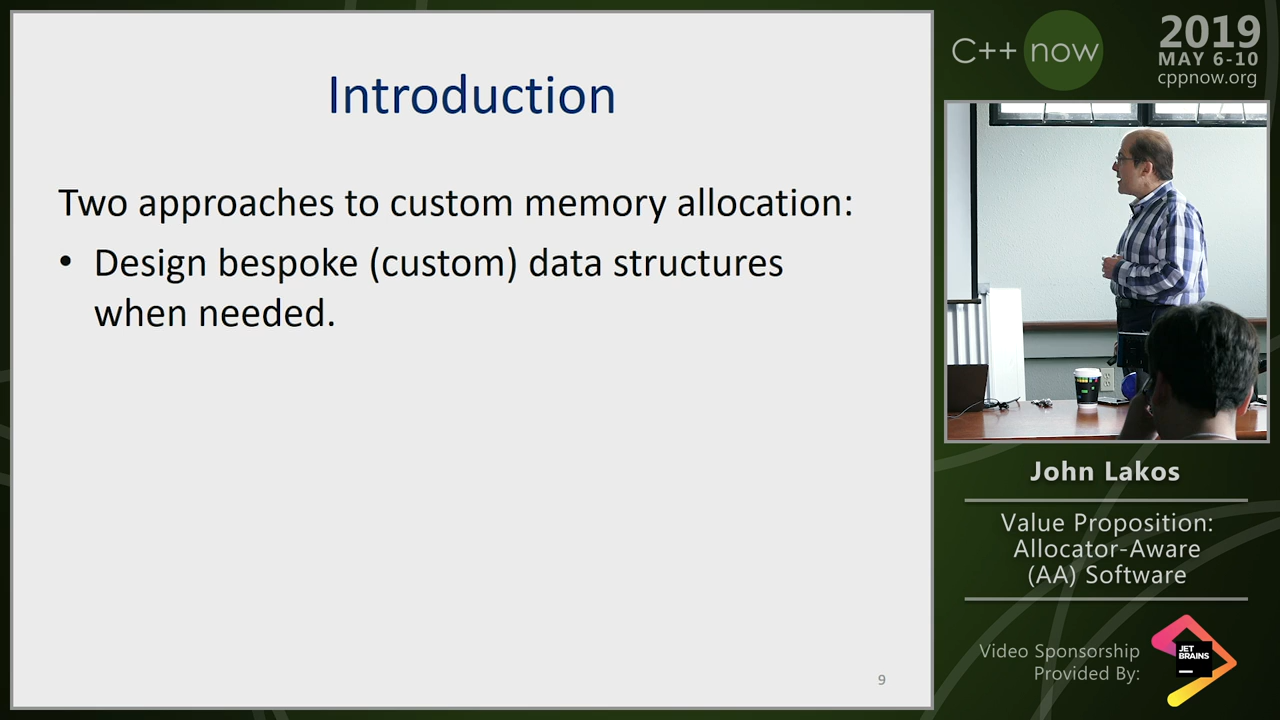 Introduction
Two approaches to custom memory allocation:
• Design bespoke (custom) data structures
when needed.
9
C++ now
2019
MAY 6-10
cppnow.org
John Lakos
Value Proposition:
Allocator-Aware
(AA) Software
Video Sponsorship
Provided By:
JET
BRAINS